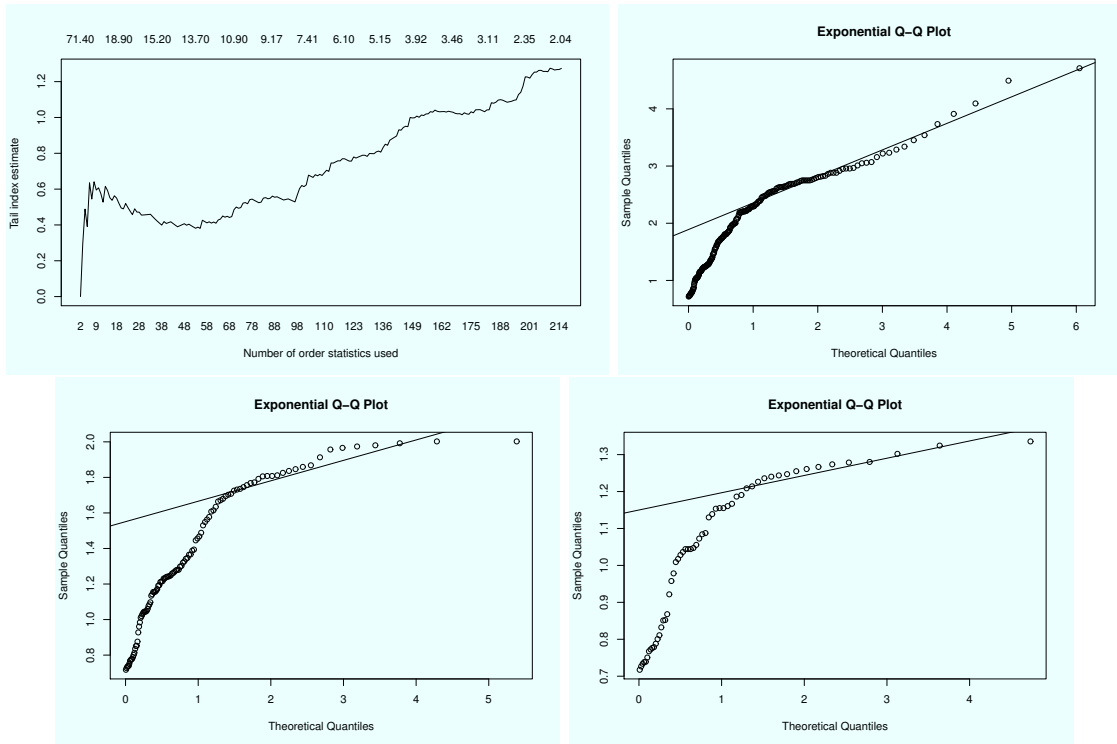 71.40 18.90 15.20 13.70 10.90 9.17 7.41 6.10 5.15 3.92 3.46 3.11 2.35 2.04
Tail index estimate
1.2
1.0
0.8
0.6
0.4
0.2
0.0
2 9 18 28 38 48 58 68 78 88 98 110 123 136 149 162 175 188 201 214
Number of order statistics used
Exponential Q−Q Plot
Sample Quantiles
4
3
2
1
0 1 2 3 4 5 6
Theoretical Quantiles
Exponential Q−Q Plot
Sample Quantiles
2.0
1.8
1.6
1.4
1.2
1.0
0.8
0 1 2 3 4 5
Theoretical Quantiles
Exponential Q−Q Plot
Sample Quantiles
1.3
1.2
1.1
1.0
0.9
0.8
0.7
0 1 2 3 4
Theoretical Quantiles